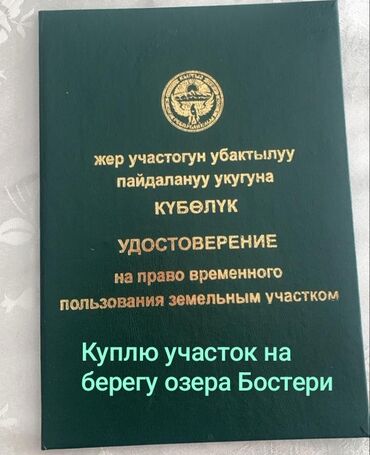 жер участогун убактылуу
пайдалануу укугуна
КҮБӨЛҮК
УДОСТОВЕРЕНИЕ
на право временного
пользования земельным участком
Куплю участок на
берегу озера Бостери